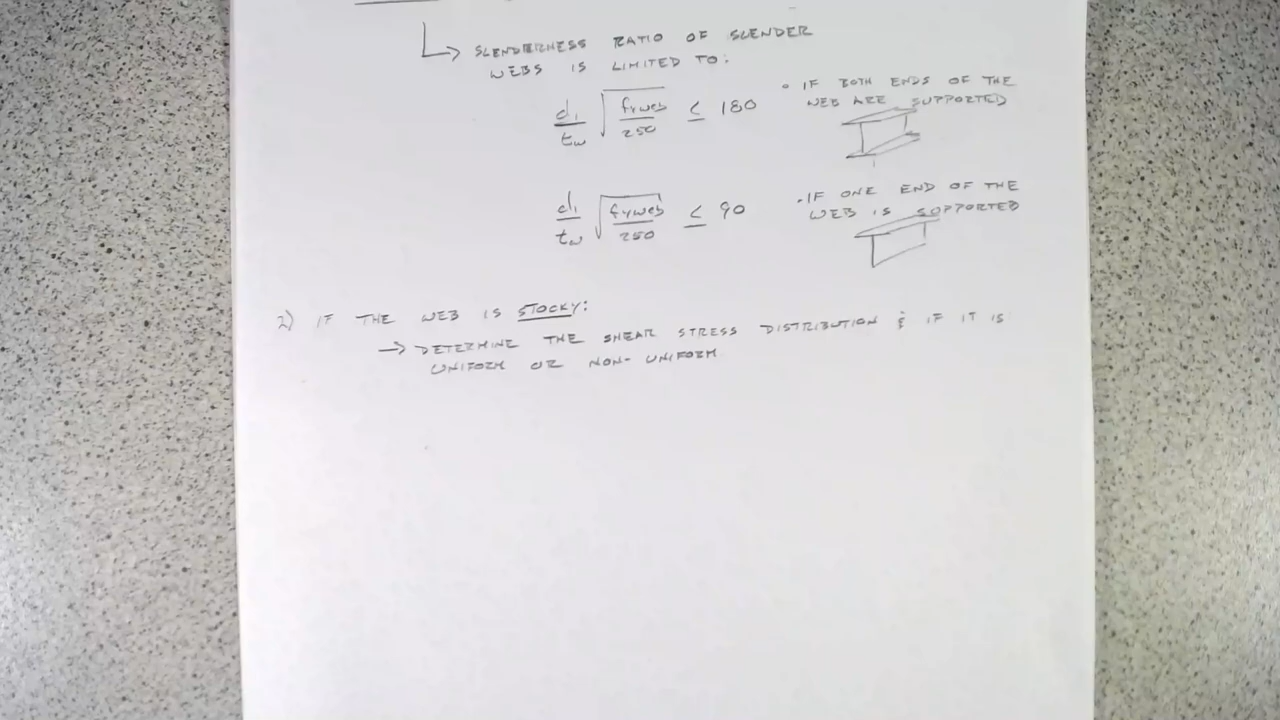 ↳ SLENDERNESS RATIO OF SLENDER
WEBS IS LIMITED TO:
d₁/tw √(fyweb/250) ≤ 180
• IF BOTH ENDS OF THE
WEB ARE SUPPORTED
d₁/tw √(fyweb/250) ≤ 90
• IF ONE END OF THE
WEB IS SUPPORTED
2) IF THE WEB IS STOCKY:
→ DETERMINE THE SHEAR STRESS DISTRIBUTION & IF IT IS
UNIFORM OR NON-UNIFORM